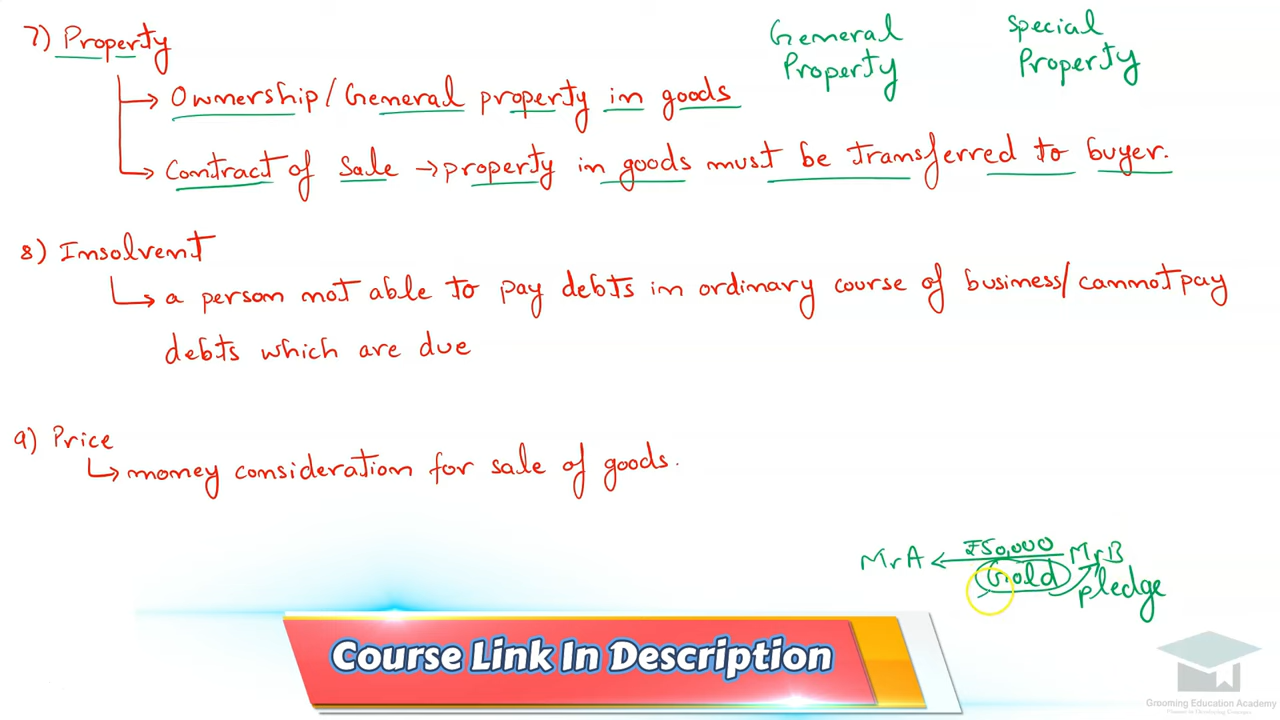 7) Property
General Property
Special Property
→ Ownership/General property in goods
→ Contract of Sale → property in goods must be transferred to buyer.
8) Insolvent
↳ a person not able to pay debts in ordinary course of business/cannot pay
debts which are due
9) Price
↳ money consideration for sale of goods.
Mr A ← ₹50,000 Mr B
Gold
pledge
Course Link In Description
Grooming Education Academy